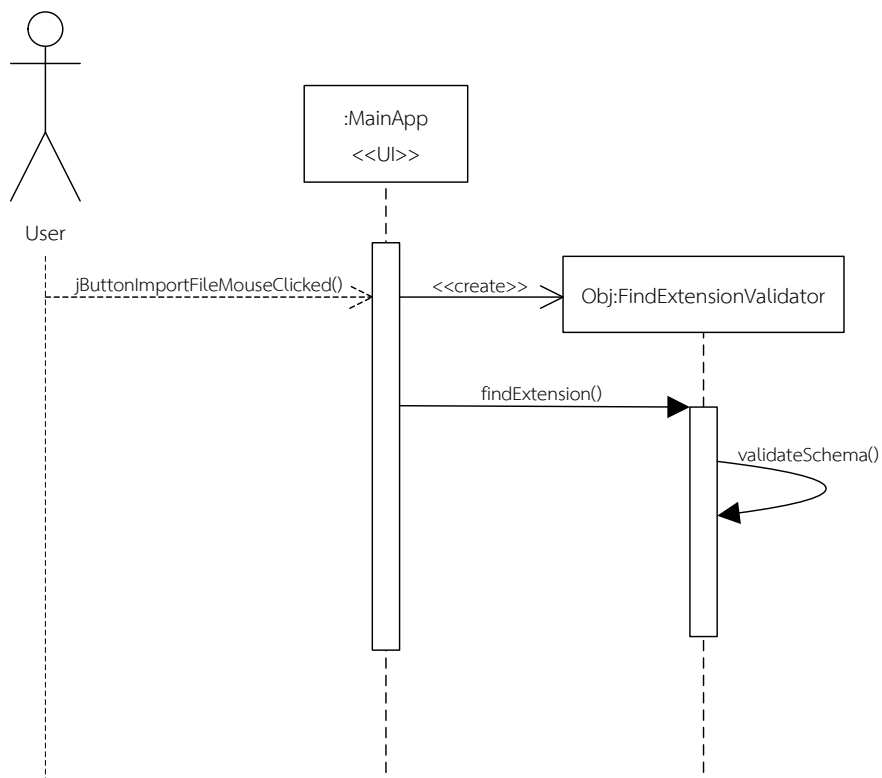 :MainApp
<<UI>>
User
jButtonImportFileMouseClicked()
<<create>>
Obj:FindExtensionValidator
findExtension()
validateSchema()